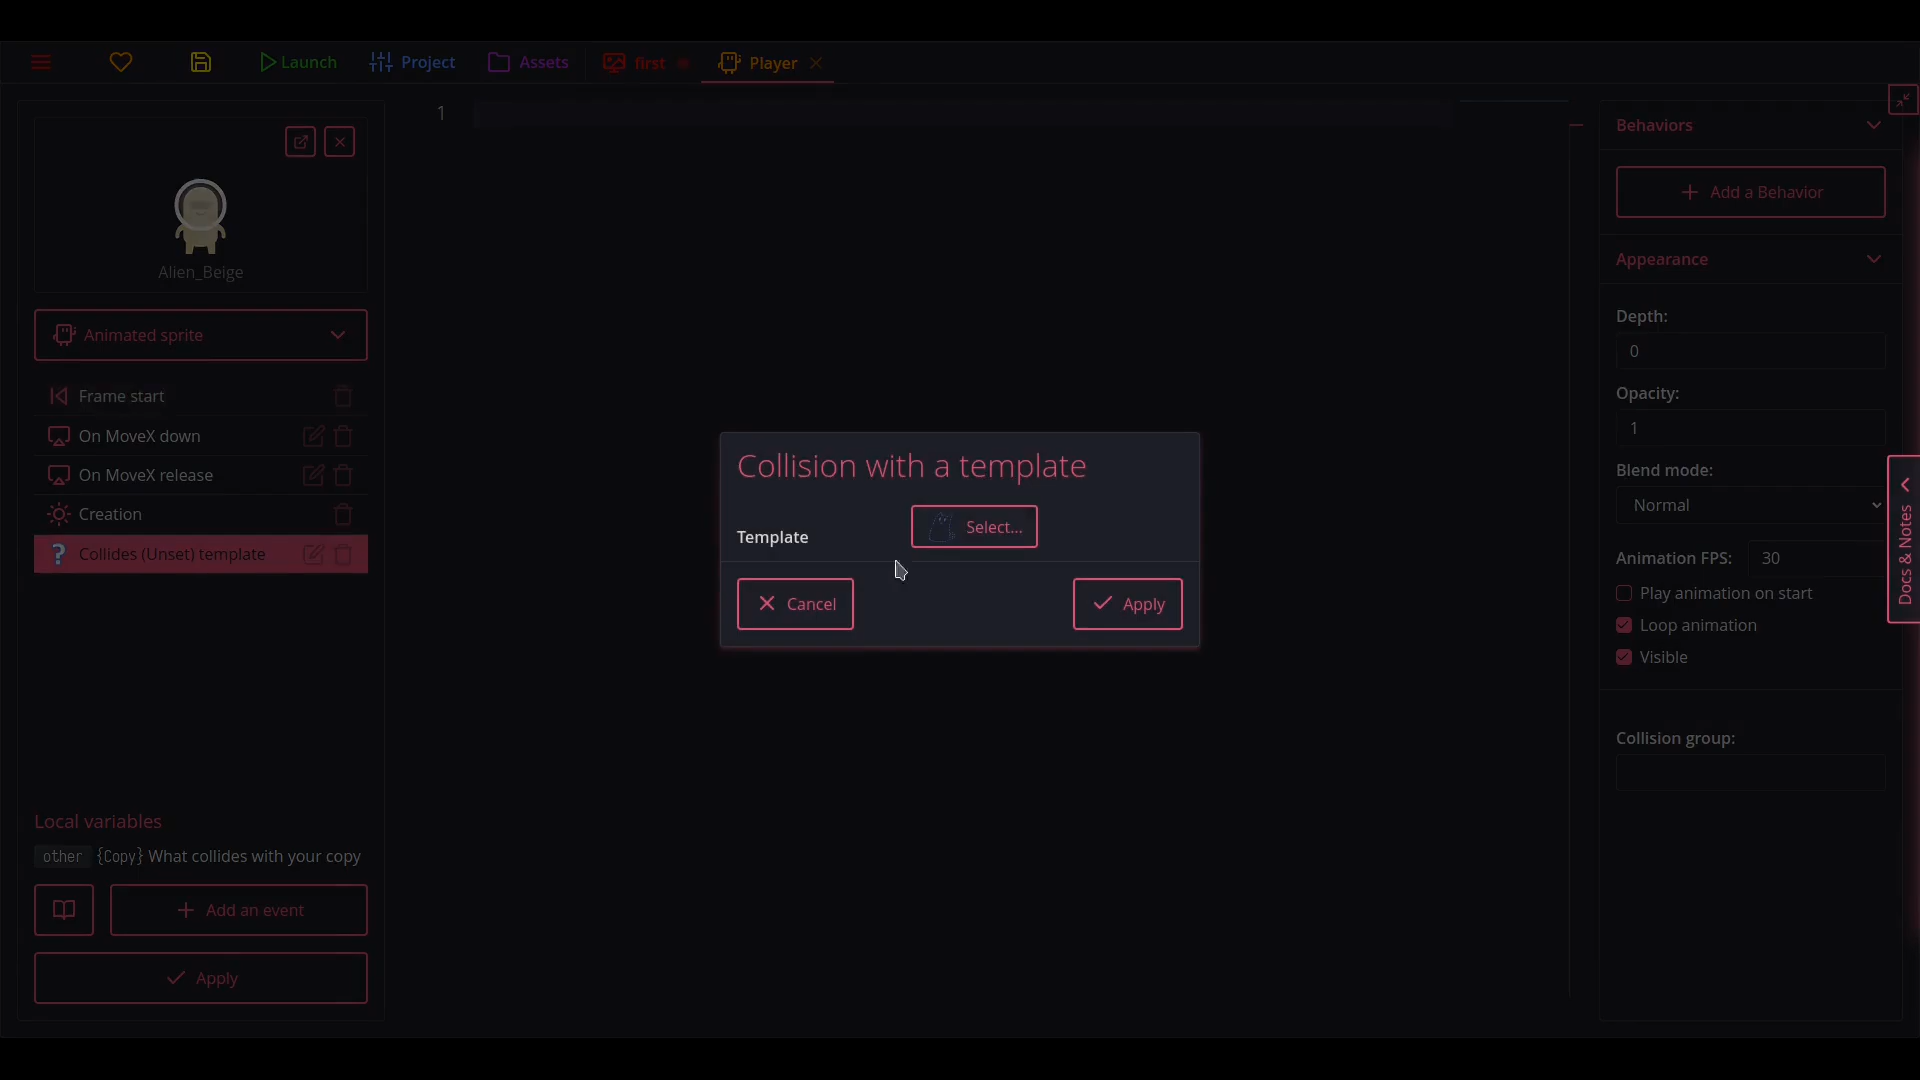 Launch
Project
Assets
first
Player
Alien_Beige
Animated sprite
Frame start
On MoveX down
On MoveX release
Creation
Collides (Unset) template
Local variables
other {Copy} What collides with your copy
Add an event
Apply
1
Collision with a template
Template
Select...
Cancel
Apply
Behaviors
Add a Behavior
Appearance
Depth:
0
Opacity:
1
Blend mode:
Normal
Animation FPS: 30
Play animation on start
Loop animation
Visible
Collision group:
Docs & Notes